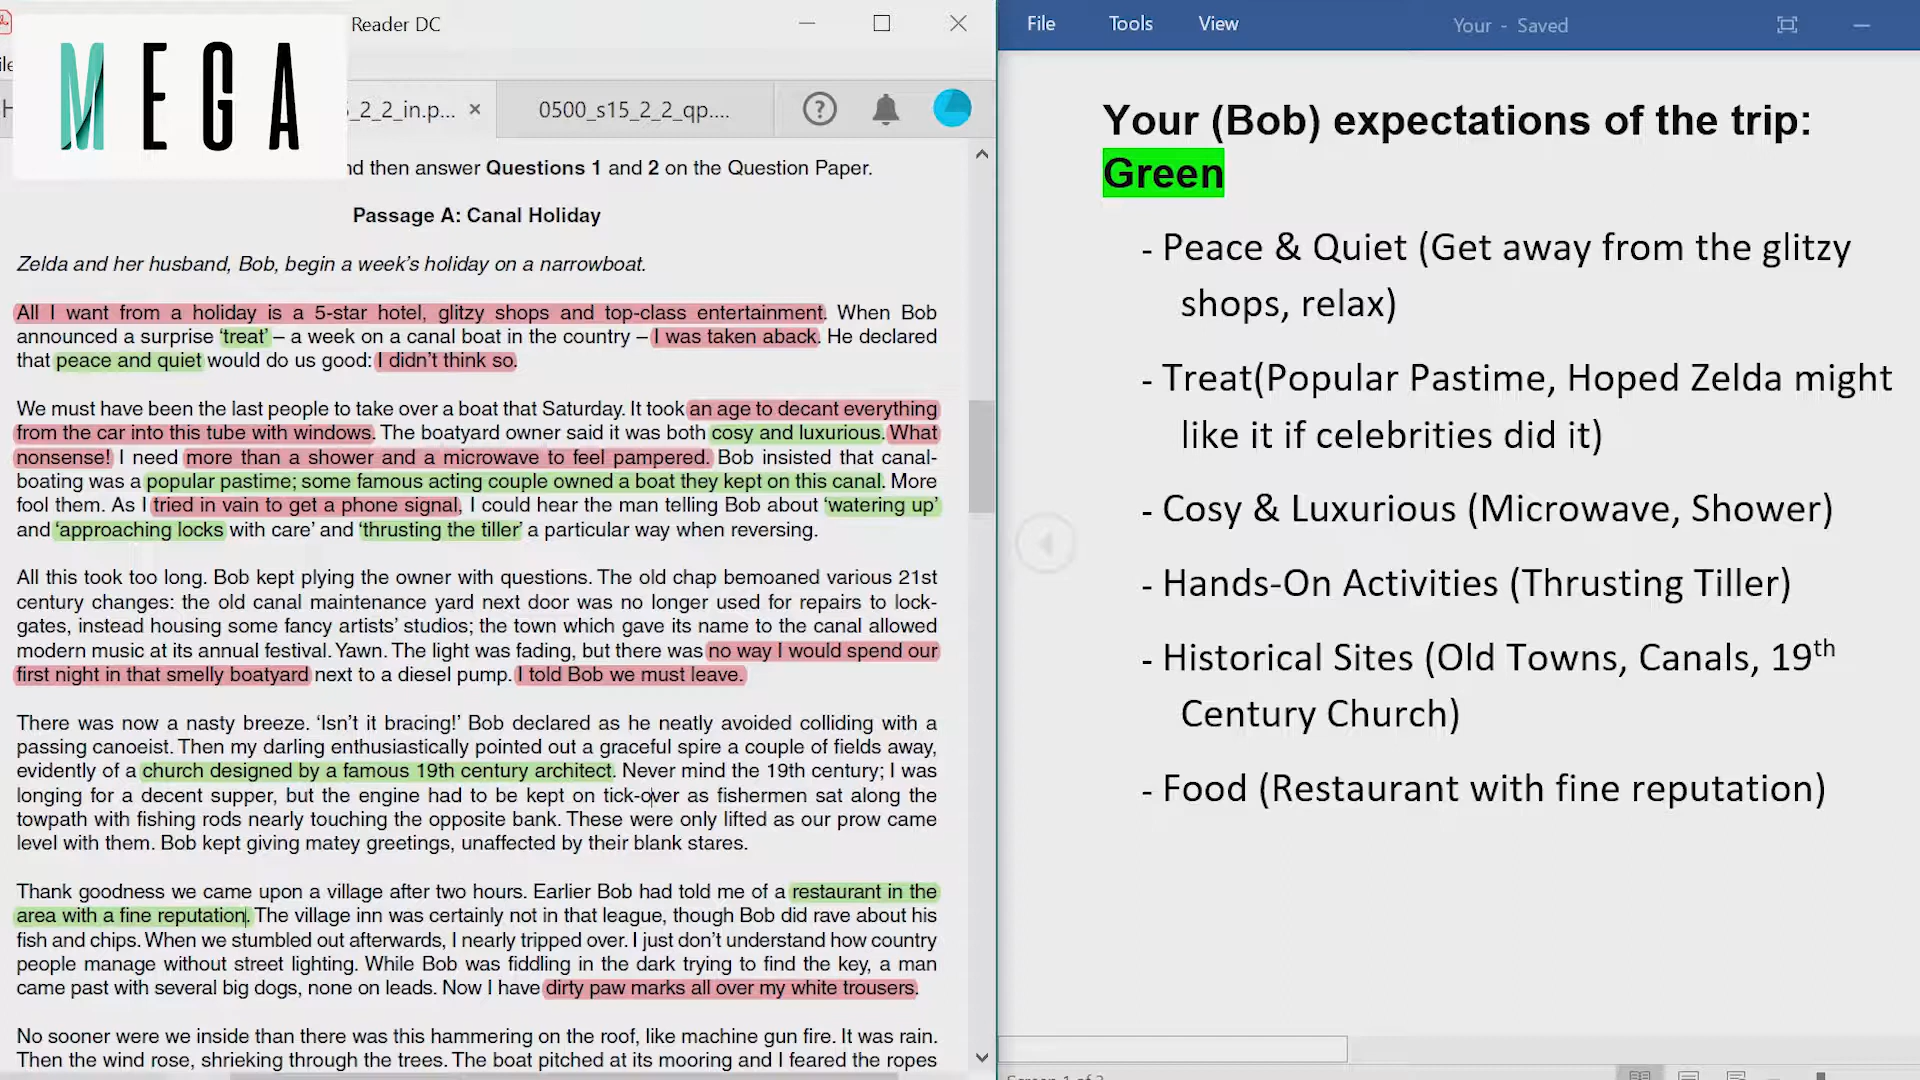 Reader DC
MEGA
File Tools View Your - Saved
5_2_2_in.p... × 0500_s15_2_2_qp....
nd then answer Questions 1 and 2 on the Question Paper.
Passage A: Canal Holiday
Zelda and her husband, Bob, begin a week's holiday on a narrowboat.
All I want from a holiday is a 5-star hotel, glitzy shops and top-class entertainment. When Bob
announced a surprise ‘treat’ – a week on a canal boat in the country – I was taken aback. He declared
that peace and quiet would do us good: I didn’t think so.
We must have been the last people to take over a boat that Saturday. It took an age to decant everything
from the car into this tube with windows. The boatyard owner said it was both cosy and luxurious. What
nonsense! I need more than a shower and a microwave to feel pampered. Bob insisted that canal-
boating was a popular pastime; some famous acting couple owned a boat they kept on this canal. More
fool them. As I tried in vain to get a phone signal, I could hear the man telling Bob about ‘watering up’
and ‘approaching locks with care’ and ‘thrusting the tiller’ a particular way when reversing.
All this took too long. Bob kept plying the owner with questions. The old chap bemoaned various 21st
century changes: the old canal maintenance yard next door was no longer used for repairs to lock-
gates, instead housing some fancy artists’ studios; the town which gave its name to the canal allowed
modern music at its annual festival. Yawn. The light was fading, but there was no way I would spend our
first night in that smelly boatyard next to a diesel pump. I told Bob we must leave.
There was now a nasty breeze. ‘Isn’t it bracing!’ Bob declared as he neatly avoided colliding with a
passing canoeist. Then my darling enthusiastically pointed out a graceful spire a couple of fields away,
evidently of a church designed by a famous 19th century architect. Never mind the 19th century; I was
longing for a decent supper, but the engine had to be kept on tick-over as fishermen sat along the
towpath with fishing rods nearly touching the opposite bank. These were only lifted as our prow came
level with them. Bob kept giving matey greetings, unaffected by their blank stares.
Thank goodness we came upon a village after two hours. Earlier Bob had told me of a restaurant in the
area with a fine reputation. The village inn was certainly not in that league, though Bob did rave about his
fish and chips. When we stumbled out afterwards, I nearly tripped over. I just don’t understand how country
people manage without street lighting. While Bob was fiddling in the dark trying to find the key, a man
came past with several big dogs, none on leads. Now I have dirty paw marks all over my white trousers.
No sooner were we inside than there was this hammering on the roof, like machine gun fire. It was rain.
Then the wind rose, shrieking through the trees. The boat pitched at its mooring and I feared the ropes
Your (Bob) expectations of the trip:
Green
- Peace & Quiet (Get away from the glitzy
shops, relax)
- Treat(Popular Pastime, Hoped Zelda might
like it if celebrities did it)
- Cosy & Luxurious (Microwave, Shower)
- Hands-On Activities (Thrusting Tiller)
- Historical Sites (Old Towns, Canals, 19th
Century Church)
- Food (Restaurant with fine reputation)